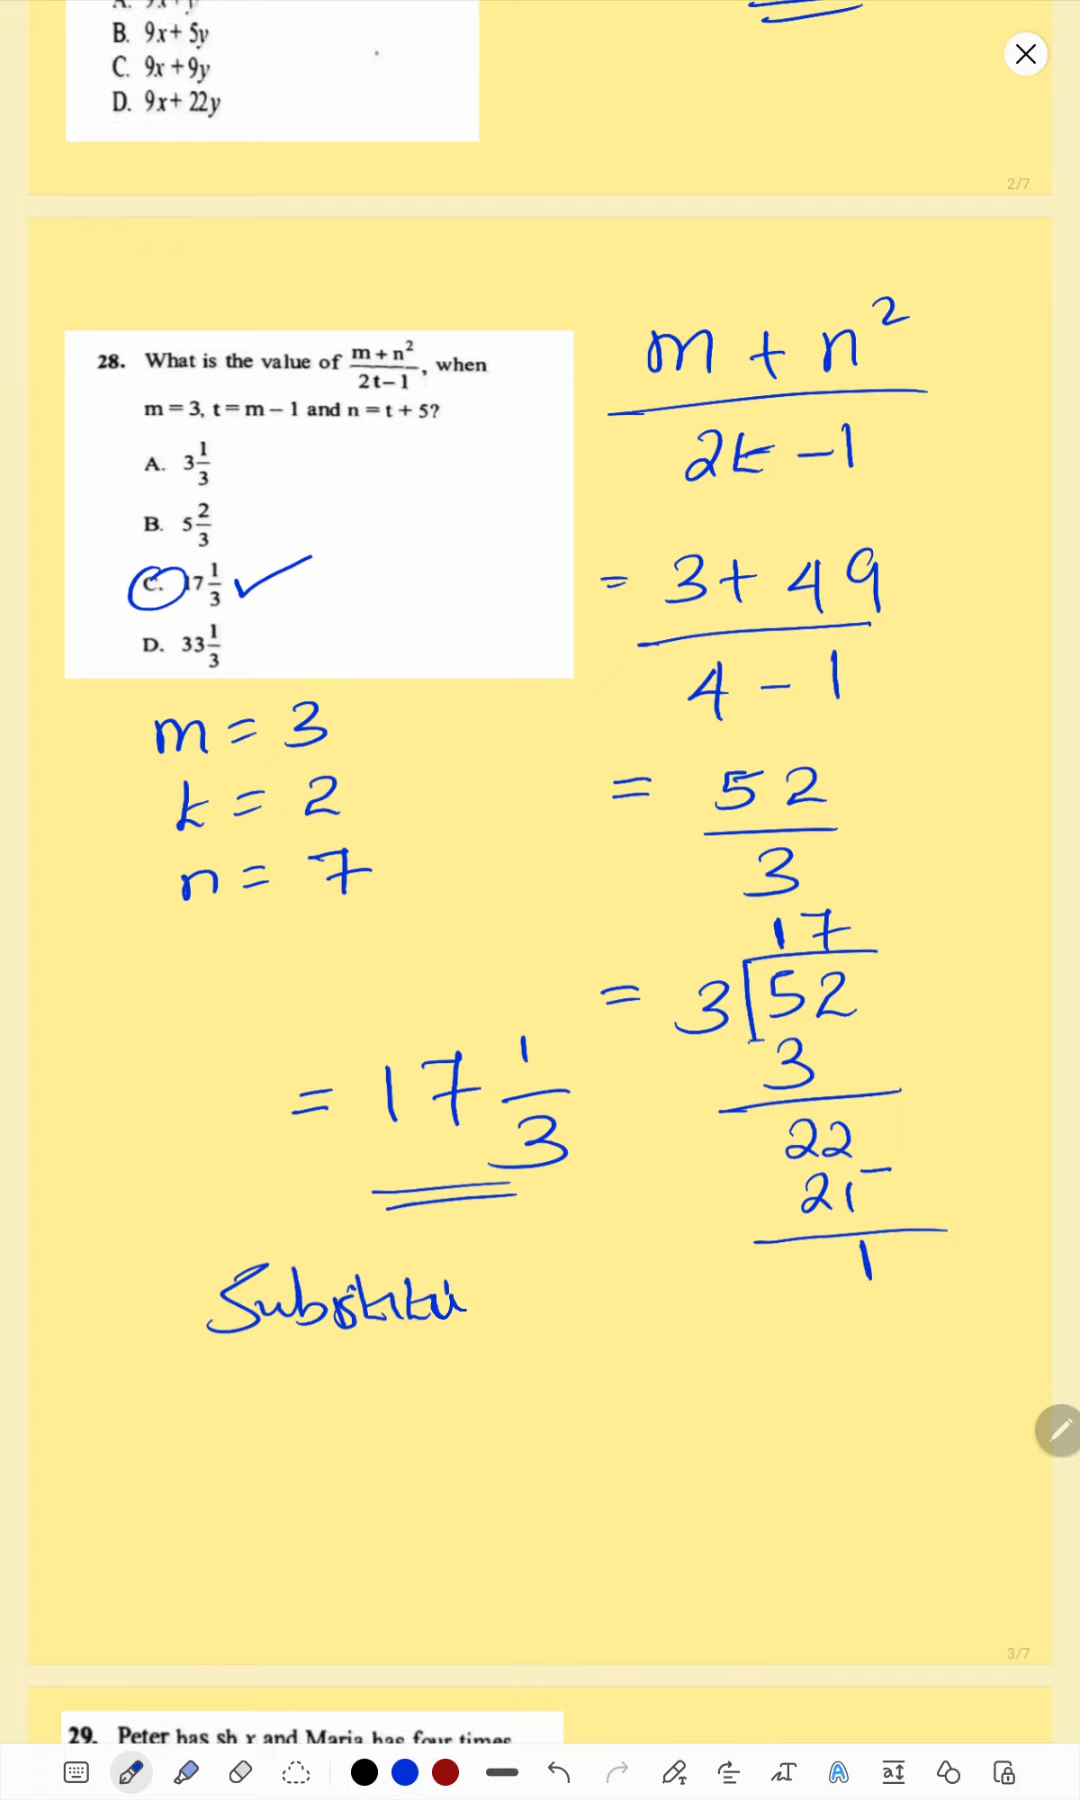 B. 9x+ 5y
C. 9x +9y
D. 9x+ 22y
2/7
28. What is the value of (m+n²)/(2t−1), when
m = 3, t = m − 1 and n = t + 5?
A. 3 1/3
B. 5 2/3
C. 17 1/3 ✓
D. 33 1/3
m = 3
t = 2
n = 7
= 17 1/3
m + n²
2t − 1
= 3 + 49
4 − 1
= 52
3
17
= 3 52
3
22
21 −
1
3/7
29. Peter has sh x and Maria has four times